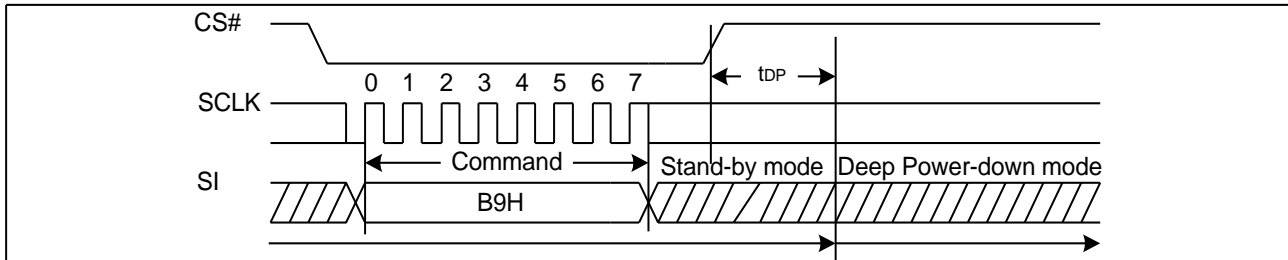 CS#
tDP
0 1 2 3 4 5 6 7
SCLK
Command
Stand-by mode Deep Power-down mode
SI
B9H